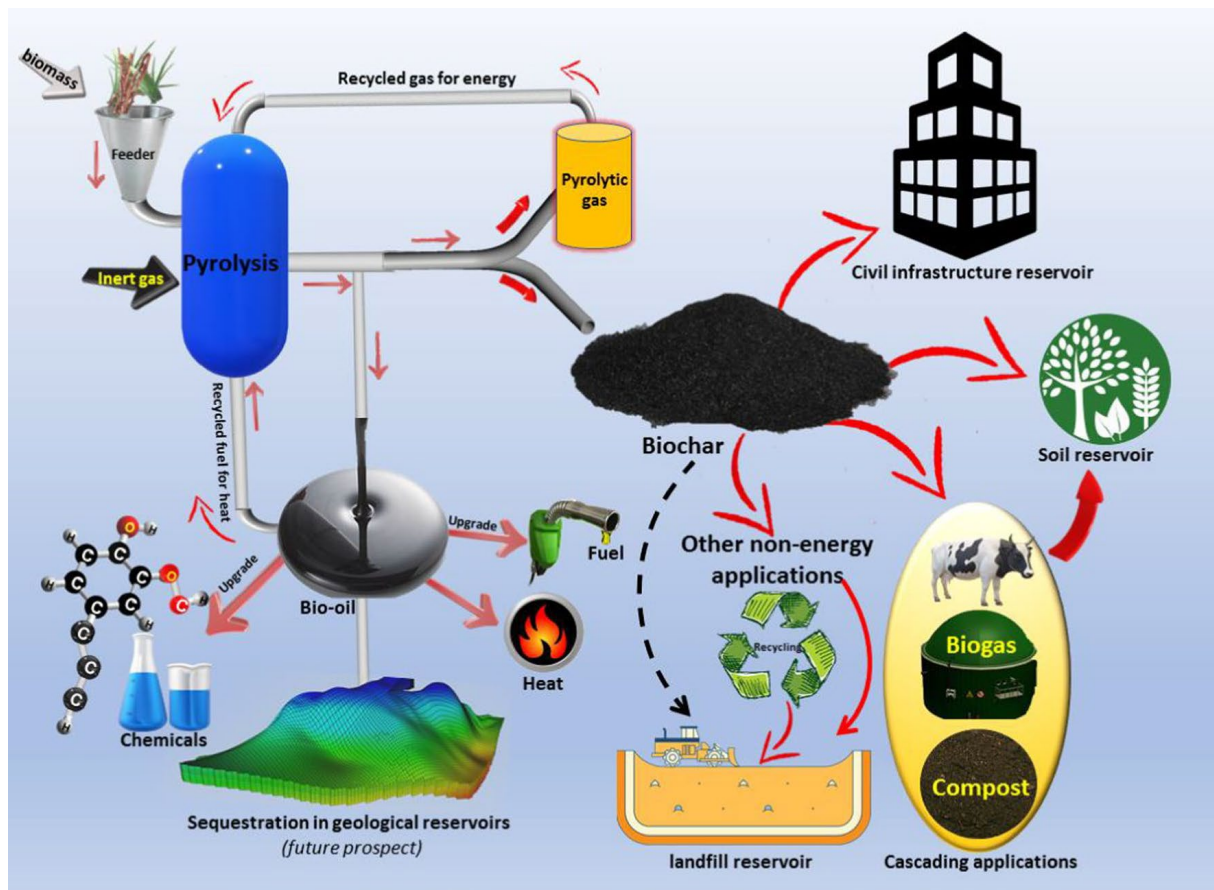 biomass
Feeder
Recycled gas for energy
Pyrolytic
gas
Pyrolysis
Inert gas
Recycled fuel for heat
Civil infrastructure reservoir
Soil reservoir
Biochar
Other non-energy
applications
Recycling
Upgrade
Fuel
Upgrade
Bio-oil
Heat
H
O
H
C
C
C
O
H
C
C
C
C
H
C
H
C
C
C
H
Chemicals
Sequestration in geological reservoirs
(future prospect)
landfill reservoir
Biogas
Compost
Cascading applications